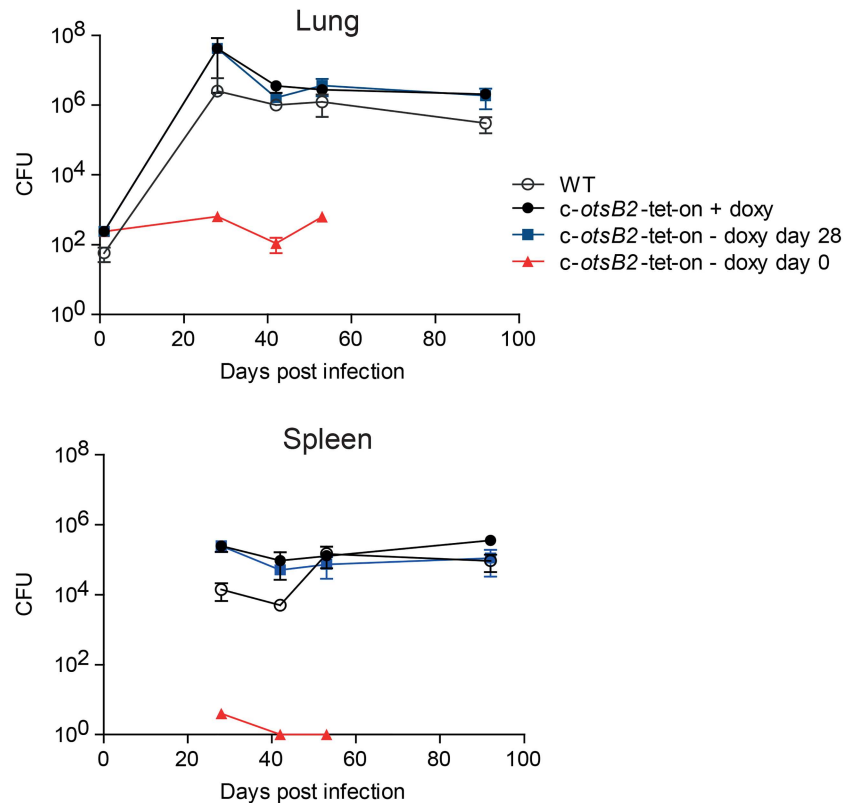 Lung
10^8
10^6
10^4
10^2
10^0
CFU
0 20 40 60 80 100
Days post infection
WT
c-otsB2-tet-on + doxy
c-otsB2-tet-on - doxy day 28
c-otsB2-tet-on - doxy day 0
Spleen
10^8
10^6
10^4
10^2
10^0
CFU
0 20 40 60 80 100
Days post infection